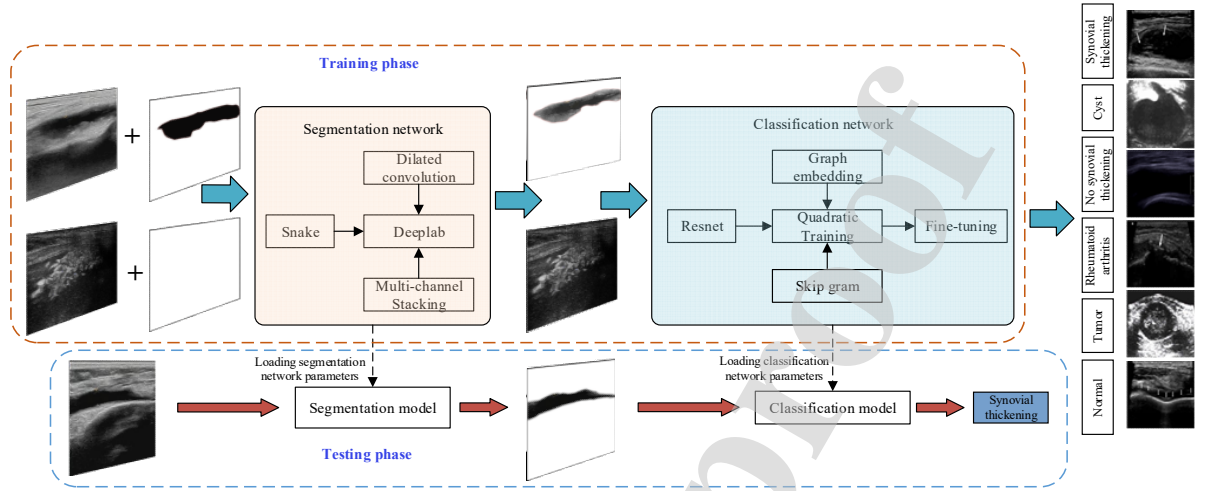 Training phase
+
+
Segmentation network
Dilated
convolution
Snake
Deeplab
Multi-channel
Stacking
Classification network
Graph
embedding
Resnet
Quadratic
Training
Fine-tuning
Skip gram
Loading segmentation
network parameters
Loading classification
network parameters
Segmentation model
Classification model
Synovial
thickening
Testing phase
Synovial
thickening
Cyst
No synovial
thickening
Rheumatoid
arthritis
Tumor
Normal
proof